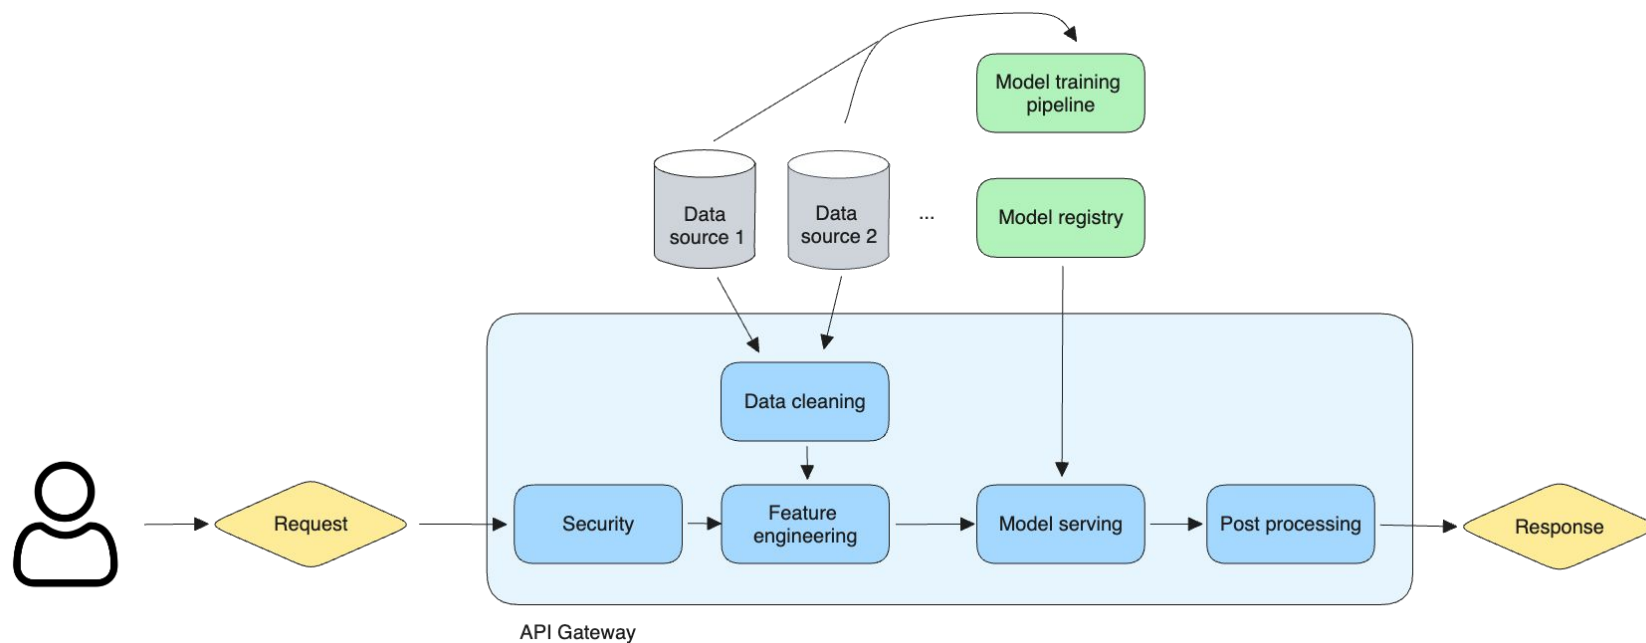 Model training
pipeline
Data
source 1
Data
source 2
...
Model registry
Data cleaning
Request
Security
Feature
engineering
Model serving
Post processing
Response
API Gateway